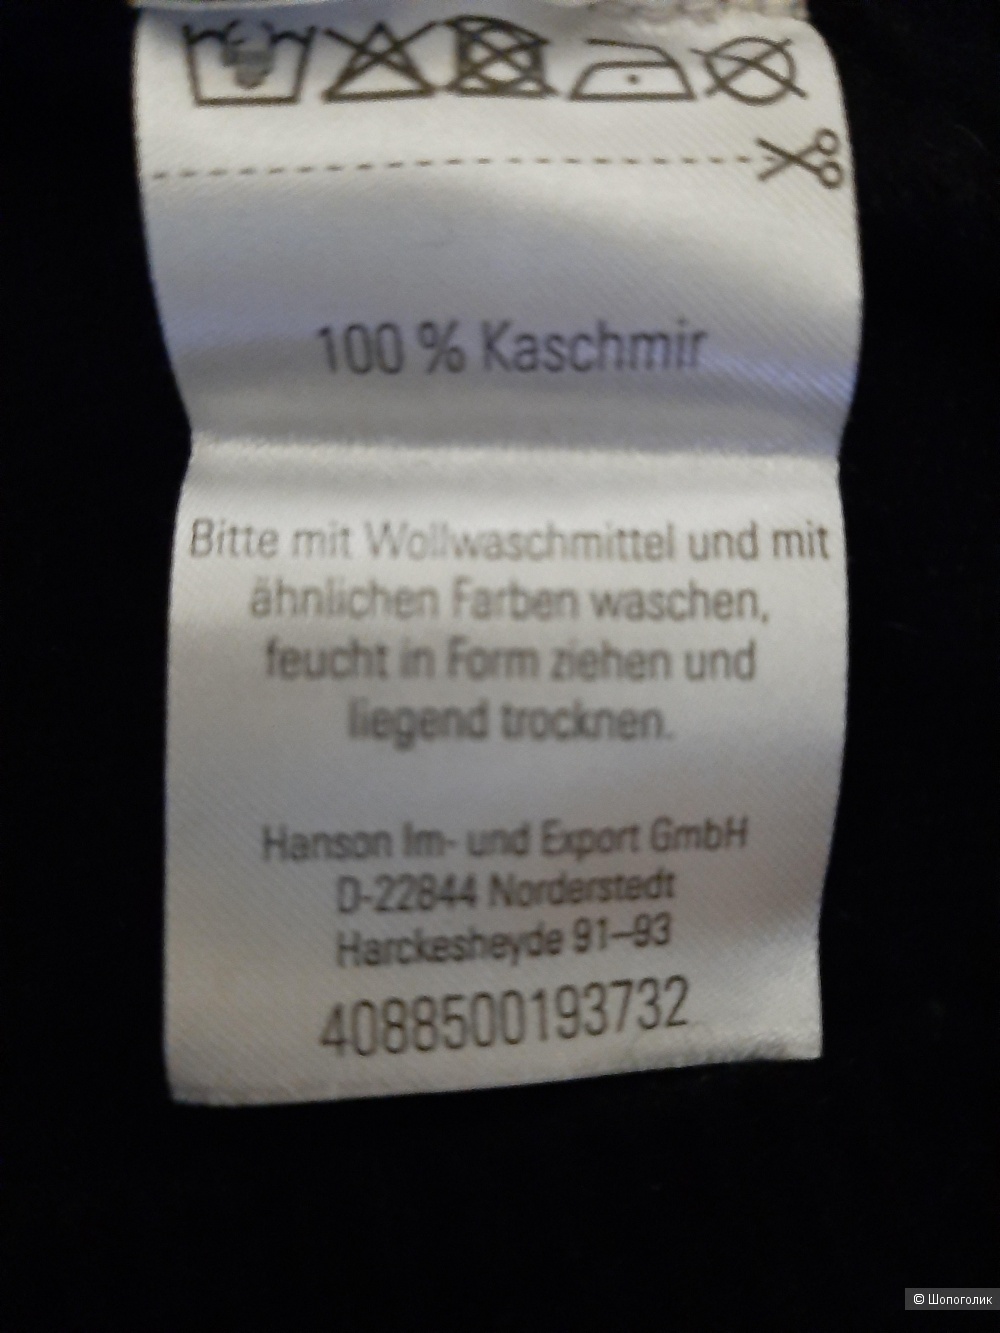 100 % Kaschmir
Bitte mit Wollwaschmittel und mit
ähnlichen Farben waschen,
feucht in Form ziehen und
liegend trocknen.
Hanson Im- und Export GmbH
D-22844 Norderstedt
Harckesheyde 91–93
4088500193732
© Шопоголик